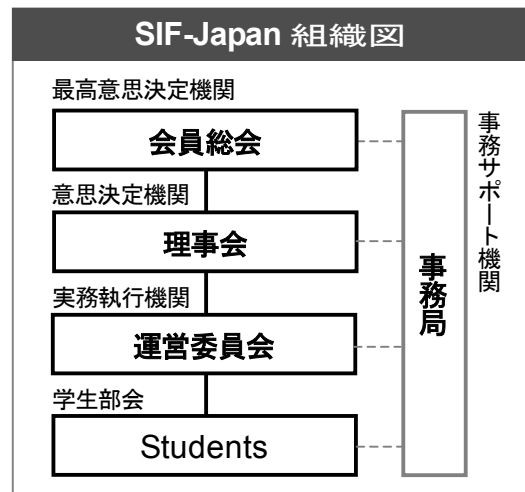 SIF-Japan 組織図
最高意思決定機関
会員総会
意思決定機関
理事会
実務執行機関
運営委員会
学生部会
Students
事務局
事務サポート機関